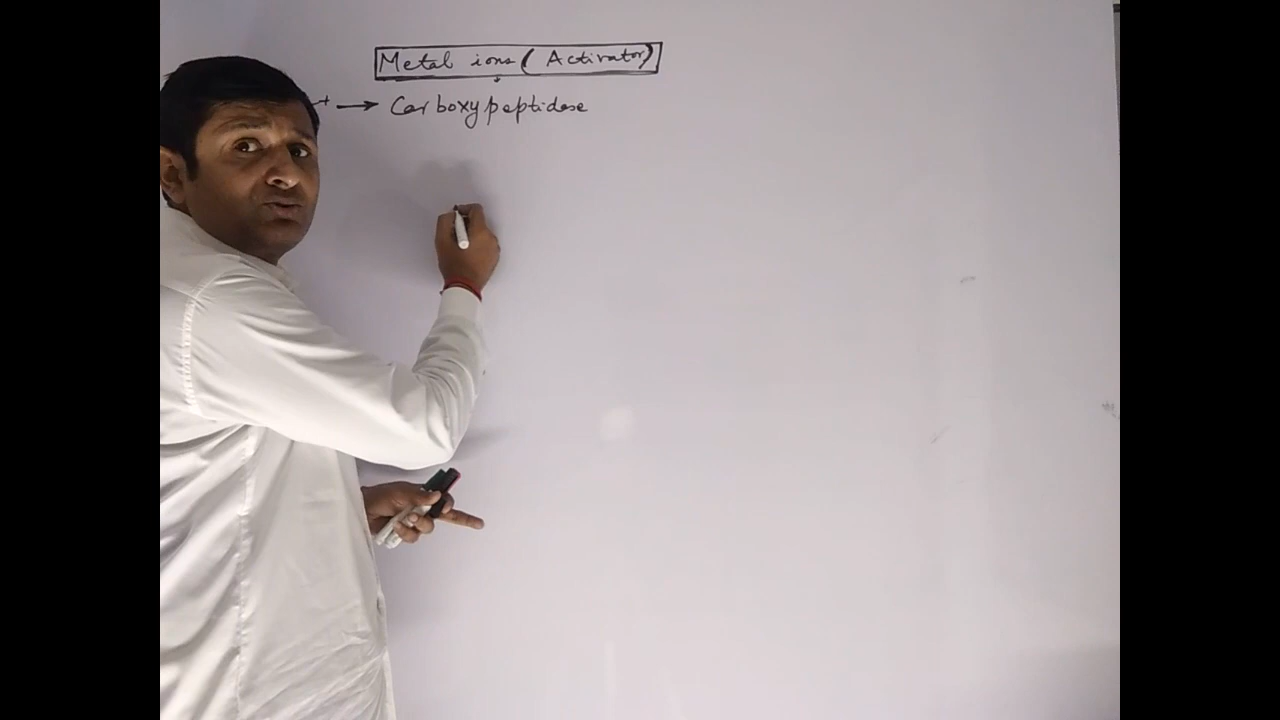 Metal ions (Activator)
+ → Carboxypeptidase